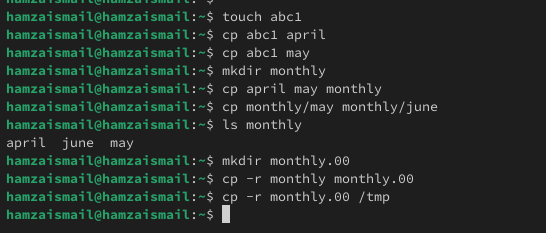 hamzaismail@hamzaismail:~$ touch abc1
hamzaismail@hamzaismail:~$ cp abc1 april
hamzaismail@hamzaismail:~$ cp abc1 may
hamzaismail@hamzaismail:~$ mkdir monthly
hamzaismail@hamzaismail:~$ cp april may monthly
hamzaismail@hamzaismail:~$ cp monthly/may monthly/june
hamzaismail@hamzaismail:~$ ls monthly
april  june  may
hamzaismail@hamzaismail:~$ mkdir monthly.00
hamzaismail@hamzaismail:~$ cp -r monthly monthly.00
hamzaismail@hamzaismail:~$ cp -r monthly.00 /tmp
hamzaismail@hamzaismail:~$